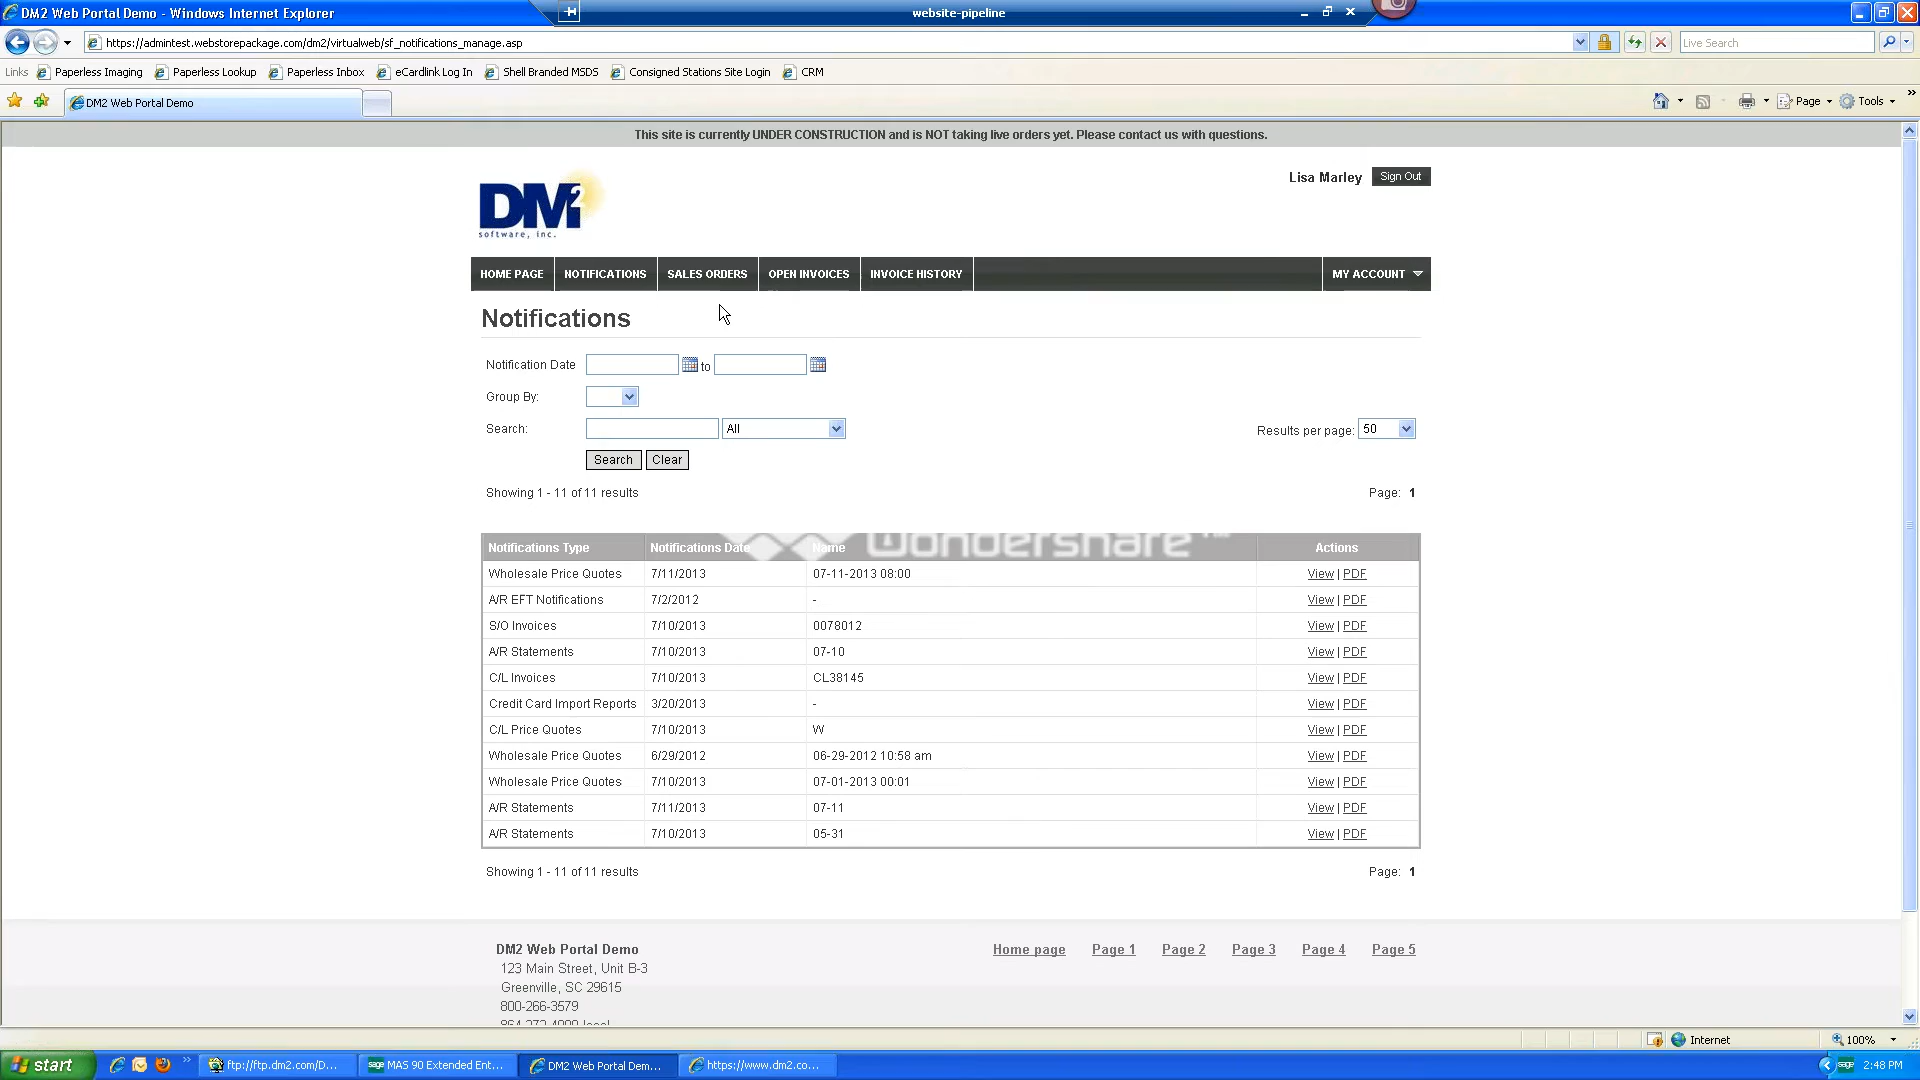 DM2 Web Portal Demo - Windows Internet Explorer
website-pipeline
https://admintest.webstorepackage.com/dm2/virtualweb/sf_notifications_manage.asp
Live Search
Links Paperless Imaging Paperless Lookup Paperless Inbox eCardlink Log In Shell Branded MSDS Consigned Stations Site Login CRM
DM2 Web Portal Demo
Page Tools
This site is currently UNDER CONSTRUCTION and is NOT taking live orders yet. Please contact us with questions.
Lisa Marley Sign Out
DM2
software, inc.
HOME PAGE NOTIFICATIONS SALES ORDERS OPEN INVOICES INVOICE HISTORY MY ACCOUNT
Notifications
Notification Date to
Group By:
Search: All Results per page: 50
Search Clear
Showing 1 - 11 of 11 results Page: 1
Wondershare™
Notifications Type Notifications Date Name Actions
Wholesale Price Quotes 7/11/2013 07-11-2013 08:00 View | PDF
A/R EFT Notifications 7/2/2012 - View | PDF
S/O Invoices 7/10/2013 0078012 View | PDF
A/R Statements 7/10/2013 07-10 View | PDF
C/L Invoices 7/10/2013 CL38145 View | PDF
Credit Card Import Reports 3/20/2013 - View | PDF
C/L Price Quotes 7/10/2013 W View | PDF
Wholesale Price Quotes 6/29/2012 06-29-2012 10:58 am View | PDF
Wholesale Price Quotes 7/10/2013 07-01-2013 00:01 View | PDF
A/R Statements 7/11/2013 07-11 View | PDF
A/R Statements 7/10/2013 05-31 View | PDF
Showing 1 - 11 of 11 results Page: 1
DM2 Web Portal Demo Home page Page 1 Page 2 Page 3 Page 4 Page 5
123 Main Street, Unit B-3
Greenville, SC 29615
800-266-3579
Internet 100%
start ftp://ftp.dm2.com/D... sage MAS 90 Extended Ent... DM2 Web Portal Dem... https://www.dm2.co... sage 2:48 PM